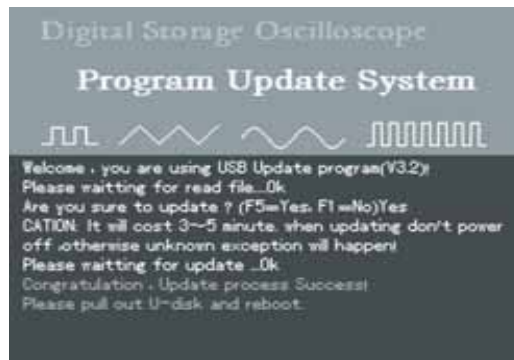 Digital Storage Oscilloscope
Program Update System
Welcome , you are using USB Update program(V3.2)!
Please waitting for read file...Ok
Are you sure to update ? (F5=Yes, F1=No)Yes
CATION: It will cost 3~5 minute. when updating don't power
off ,otherwise unknown exception will happen!
Please waitting for update ...Ok
Congratulation , Update process Success!
Please pull out U-disk and reboot.